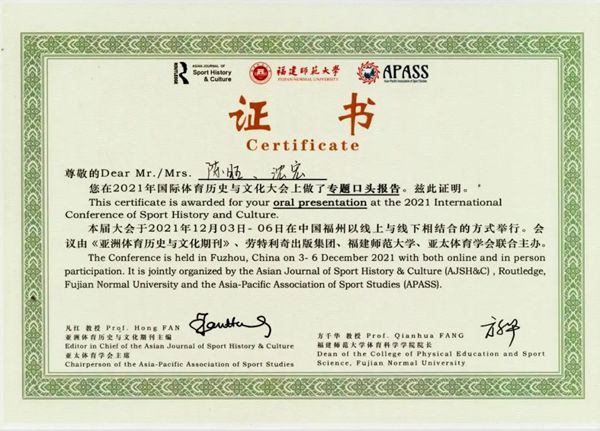 ASIAN JOURNAL OF
Sport History
& Culture
福建师范大学
FUJIAN NORMAL UNIVERSITY
APASS
Asia-Pacific Association of Sport Studies
证 书
Certificate
尊敬的Dear Mr./Mrs.
您在2021年国际体育历史与文化大会上做了专题口头报告。兹此证明。
This certificate is awarded for your oral presentation at the 2021 International
Conference of Sport History and Culture.
本届大会于2021年12月03日- 06日在中国福州以线上与线下相结合的方式举行。会
议由《亚洲体育历史与文化期刊》、劳特利奇出版集团、福建师范大学、亚太体育学会联合主办。
The Conference is held in Fuzhou, China on 3- 6 December 2021 with both online and in person
participation. It is jointly organized by the Asian Journal of Sport History & Culture (AJSH&C) , Routledge,
Fujian Normal University and the Asia-Pacific Association of Sport Studies (APASS).
凡红 教授 Prof. Hong FAN
亚洲体育历史与文化期刊主编
Editor in Chief of the Asian Journal of Sport History & Culture
亚太体育学会主席
Chairperson of the Asia-Pacific Association of Sport Studies
方千华 教授 Prof. Qianhua FANG
福建师范大学体育科学学院院长
Dean of the College of Physical Education and Sport
Science, Fujian Normal University